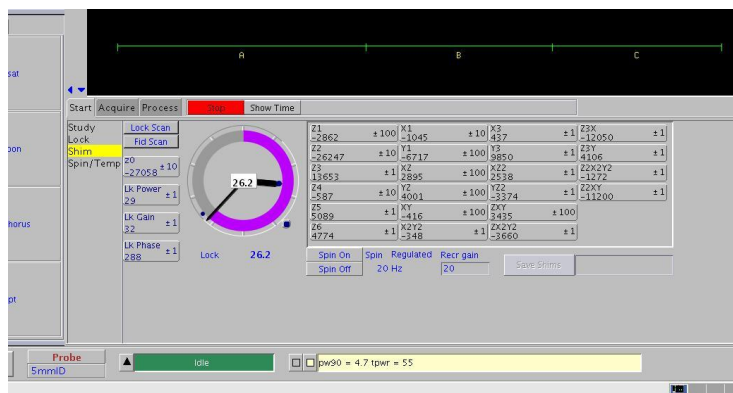 A B C
sat
Start Acquire Process Stop Show Time
Study Lock Scan
Lock Fid Scan
Shim
Spin/Temp
z0
-27058 ±10
Lk Power
29 ±1
Lk Gain
32 ±1
Lk Phase
288 ±1
26.2
Lock 26.2
Z1 X1 X3 Z3X
-2862 ±100 -1045 ±10 437 ±1 -12050 ±1
Z2 Y1 Y3 Z3Y
-26247 ±10 -6717 ±100 9850 ±1 4106 ±1
Z3 XZ XZ2 Z2X2Y2
13653 ±1 2895 ±100 2538 ±1 -1272 ±1
Z4 YZ YZ2 Z2XY
-587 ±10 4001 ±100 -3374 ±1 -11200 ±1
Z5 XY ZXY
5089 ±1 -416 ±100 3435 ±100
Z6 X2Y2 ZX2Y2
4774 ±1 -348 ±1 -3660 ±1
Spin On Spin Regulated Recr gain
Spin Off 20 Hz 20 Save Shims
on
horus
pt
Probe
5mmID
Idle
pw90 = 4.7 tpwr = 55